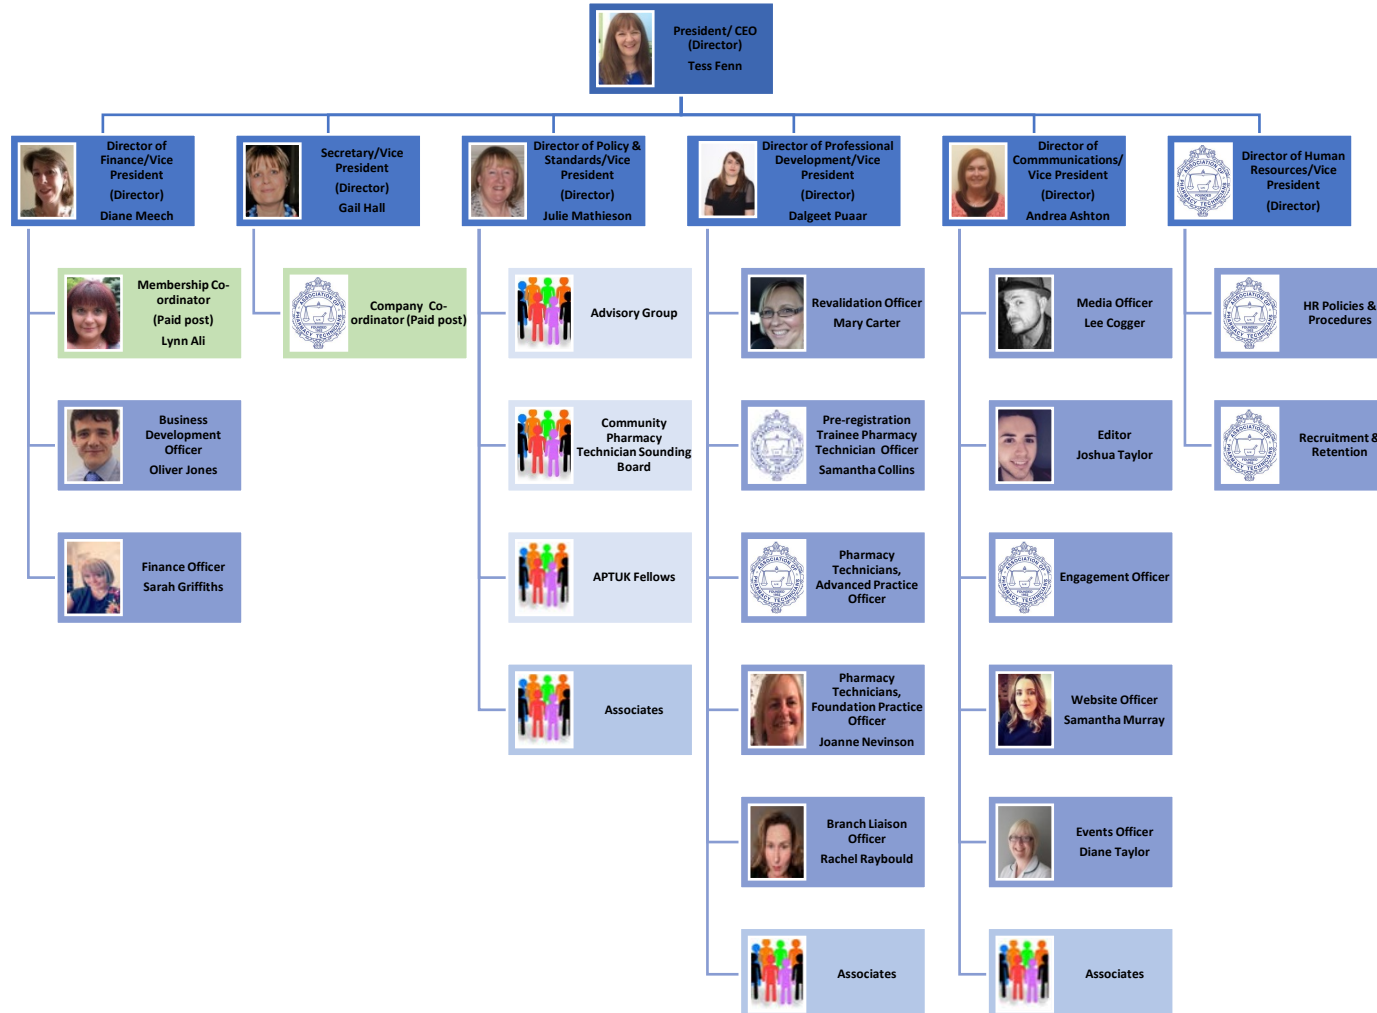 President/ CEO
(Director)
Tess Fenn
Director of
Finance/Vice
President
(Director)
Diane Meech
Secretary/Vice
President
(Director)
Gail Hall
Director of Policy &
Standards/Vice
President
(Director)
Julie Mathieson
Director of Professional
Development/Vice
President
(Director)
Dalgeet Puaar
Director of
Commmunications/
Vice President
(Director)
Andrea Ashton
Director of Human
Resources/Vice
President
(Director)
Membership Co-
ordinator
(Paid post)
Lynn Ali
Company Co-
ordinator (Paid post)
Advisory Group
Revalidation Officer
Mary Carter
Media Officer
Lee Cogger
HR Policies &
Procedures
Business
Development
Officer
Oliver Jones
Community
Pharmacy
Technician Sounding
Board
Pre-registration
Trainee Pharmacy
Technician Officer
Samantha Collins
Editor
Joshua Taylor
Recruitment &
Retention
Finance Officer
Sarah Griffiths
APTUK Fellows
Pharmacy
Technicians,
Advanced Practice
Officer
Engagement Officer
Associates
Pharmacy
Technicians,
Foundation Practice
Officer
Joanne Nevinson
Website Officer
Samantha Murray
Branch Liaison
Officer
Rachel Raybould
Events Officer
Diane Taylor
Associates
Associates